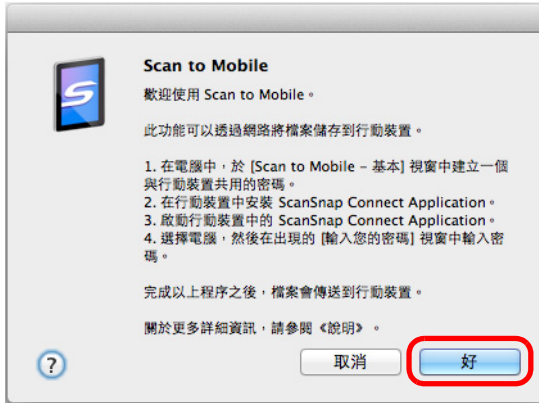 Scan to Mobile
歡迎使用 Scan to Mobile。
此功能可以透過網路將檔案儲存到行動裝置。
1. 在電腦中，於 [Scan to Mobile – 基本] 視窗中建立一個
與行動裝置共用的密碼。
2. 在行動裝置中安裝 ScanSnap Connect Application。
3. 啟動行動裝置中的 ScanSnap Connect Application。
4. 選擇電腦，然後在出現的 [輸入您的密碼] 視窗中輸入密
碼。
完成以上程序之後，檔案會傳送到行動裝置。
關於更多詳細資訊，請參閱《說明》。
? 取消 好